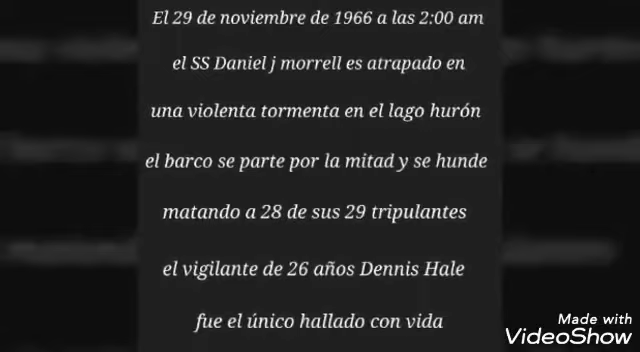 El 29 de noviembre de 1966 a las 2:00 am
el SS Daniel j morrell es atrapado en
una violenta tormenta en el lago hurón
el barco se parte por la mitad y se hunde
matando a 28 de sus 29 tripulantes
el vigilante de 26 años Dennis Hale
fue el único hallado con vida
Made with
VideoShow